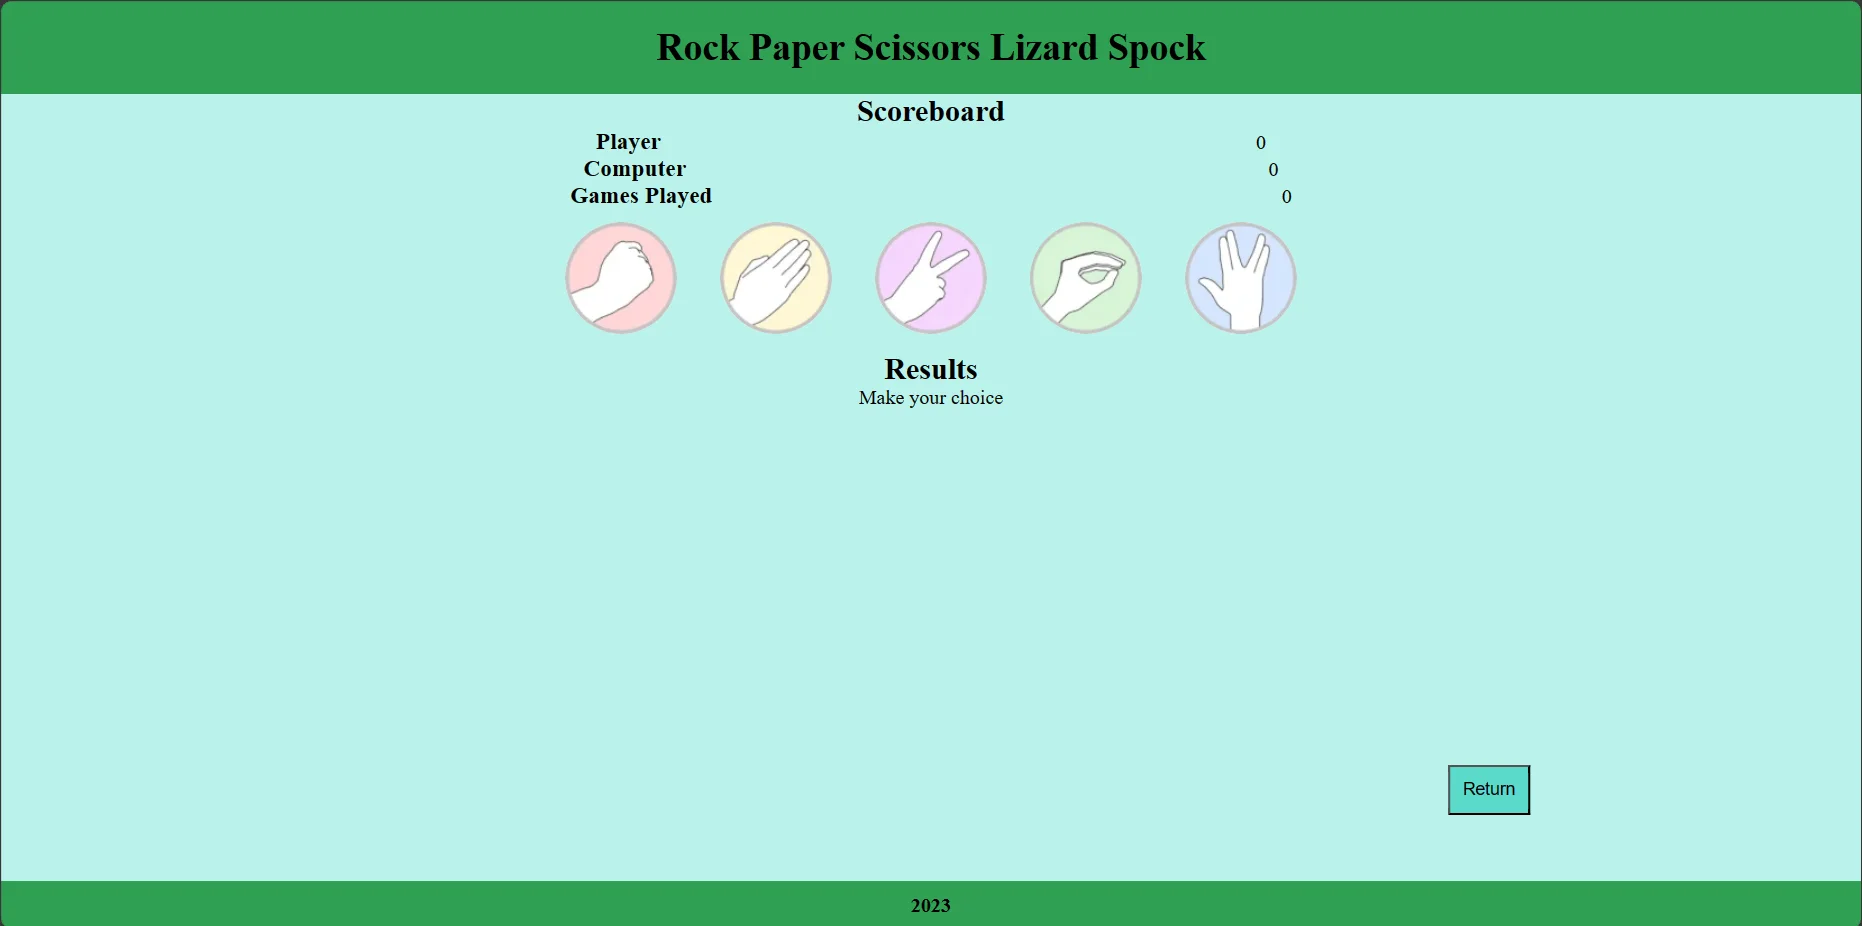 Rock Paper Scissors Lizard Spock
Scoreboard
Player 0
Computer 0
Games Played 0
Results
Make your choice
Return
2023